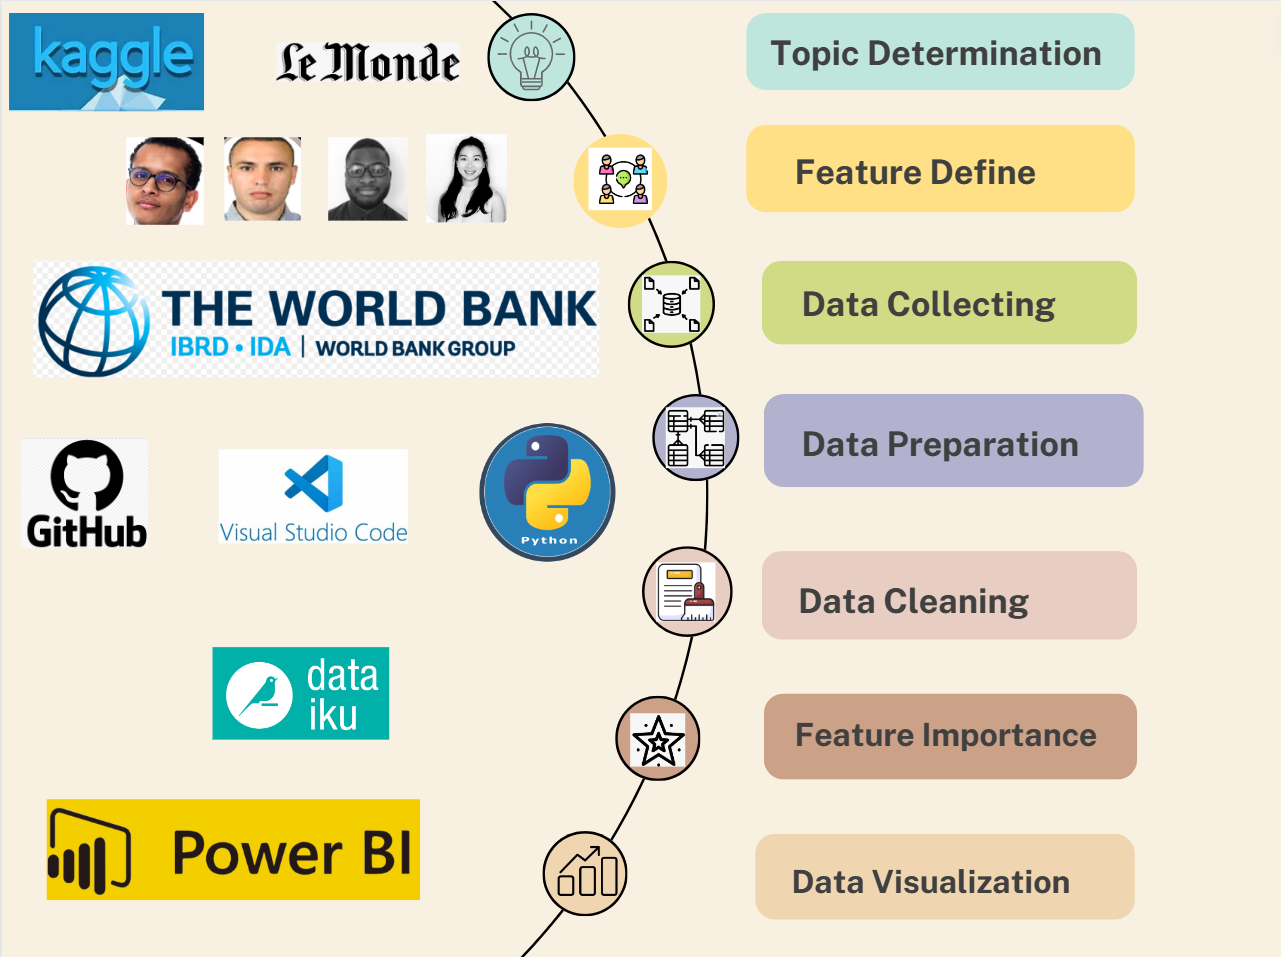 kaggle
Le Monde
Topic Determination
Feature Define
THE WORLD BANK
IBRD • IDA | WORLD BANK GROUP
Data Collecting
Data Preparation
GitHub
Visual Studio Code
Python
Data Cleaning
data
iku
Feature Importance
Power BI
Data Visualization